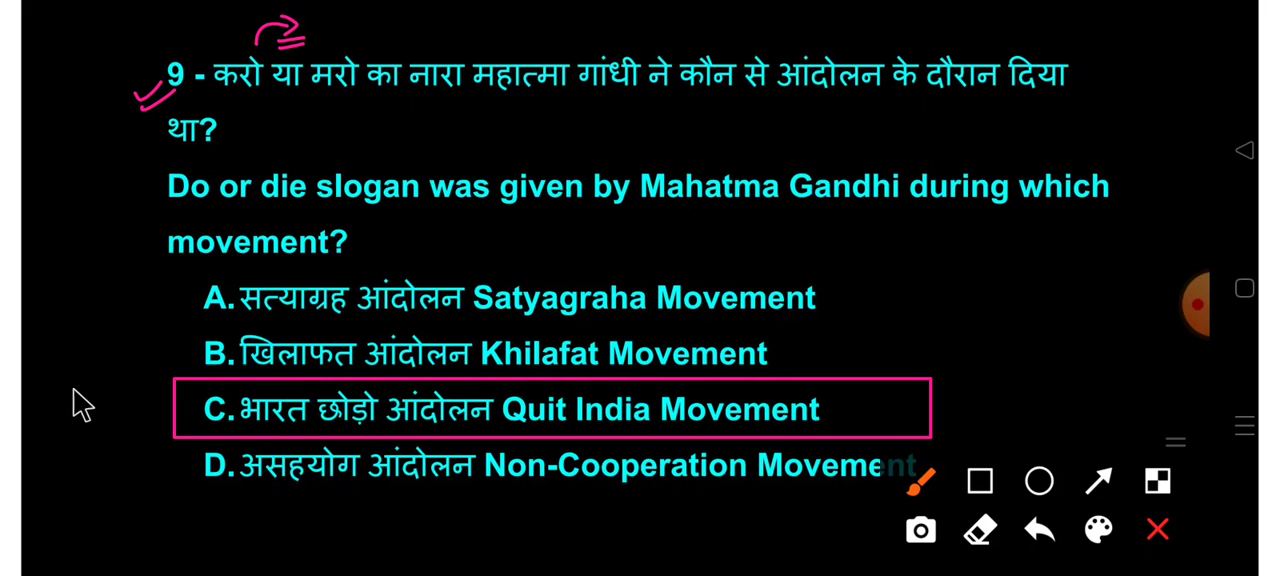 9 - करो या मरो का नारा महात्मा गांधी ने कौन से आंदोलन के दौरान दिया
था?
Do or die slogan was given by Mahatma Gandhi during which
movement?
A. सत्याग्रह आंदोलन Satyagraha Movement
B. खिलाफत आंदोलन Khilafat Movement
C. भारत छोड़ो आंदोलन Quit India Movement
D. असहयोग आंदोलन Non-Cooperation Movement